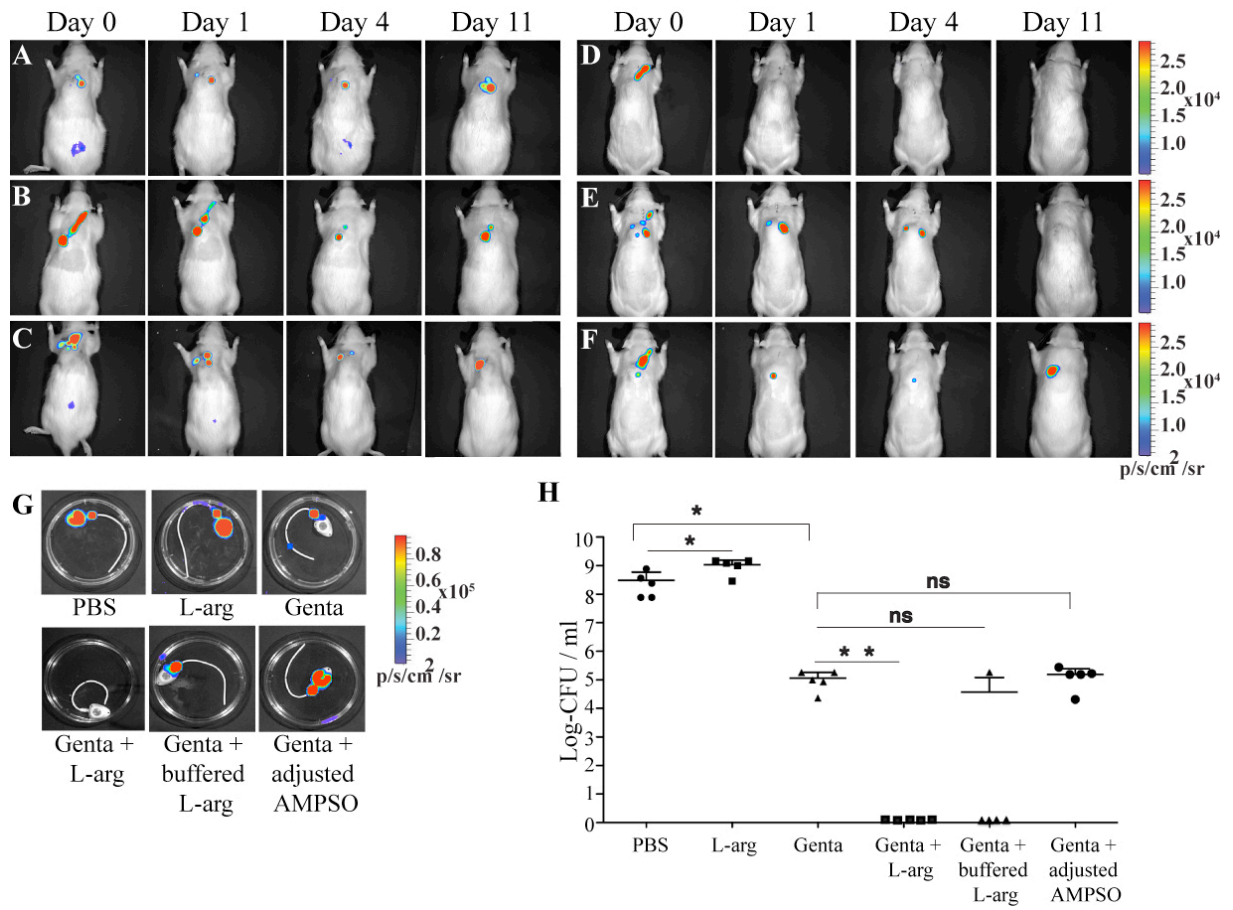 Day 0 Day 1 Day 4 Day 11 Day 0 Day 1 Day 4 Day 11
A
D
2.5
2.0
x10⁴
1.5
1.0
B
E
2.5
2.0
x10⁴
1.5
1.0
C
F
2.5
2.0
x10⁴
1.5
1.0
p/s/cm²/sr
G
PBS L-arg Genta
0.8
0.6
x10⁵
0.4
0.2
p/s/cm²/sr
Genta + L-arg
Genta + buffered L-arg
Genta + adjusted AMPSO
H
*
*
ns
ns
* *
Log-CFU / ml
10
9
8
7
6
5
4
3
2
1
0
PBS
L-arg
Genta
Genta + L-arg
Genta + buffered L-arg
Genta + adjusted AMPSO